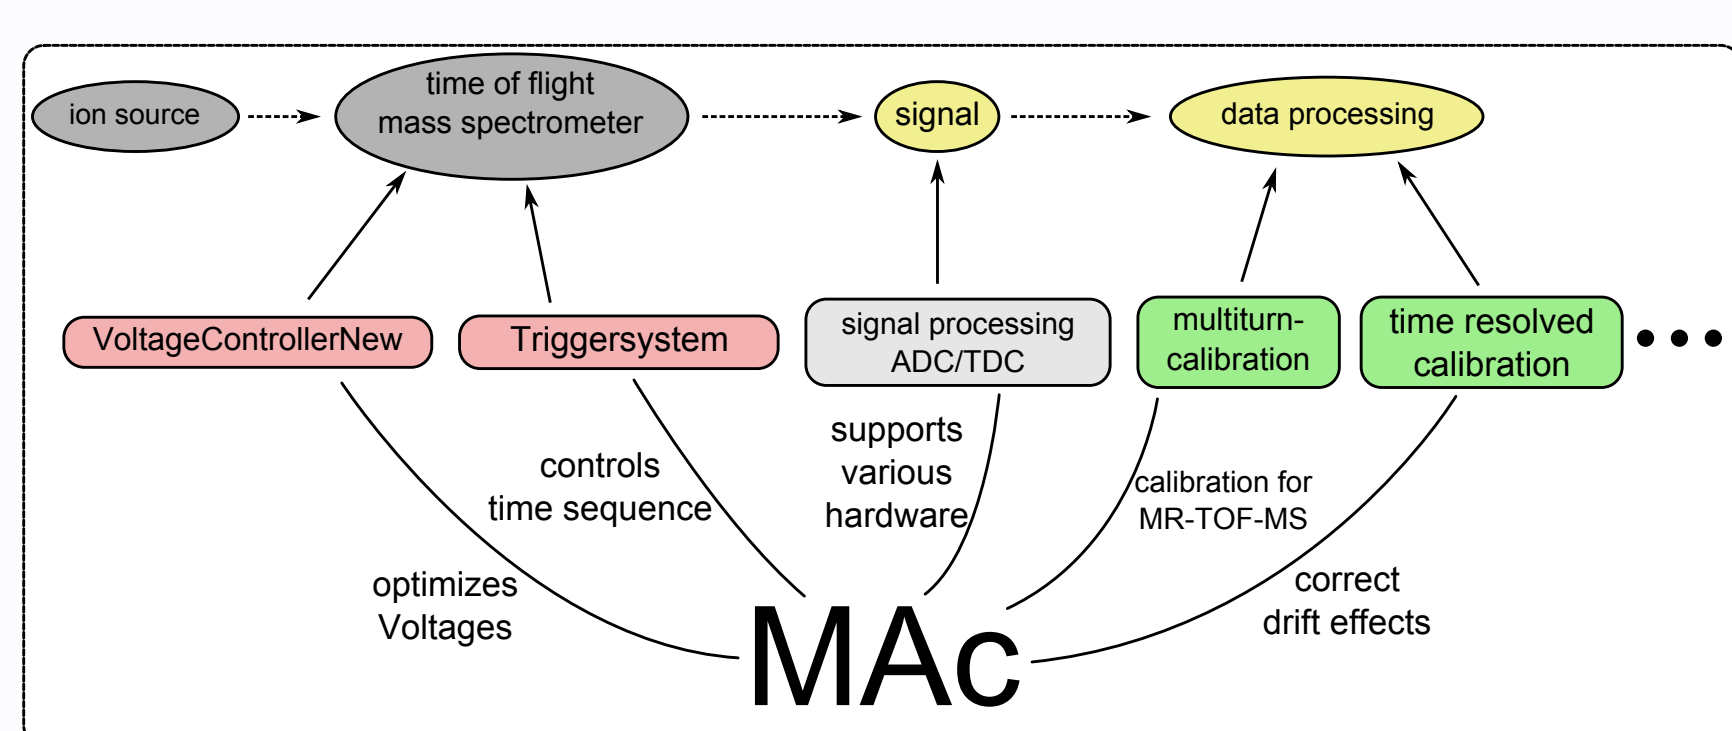 ion source
time of flight
mass spectrometer
signal
data processing
VoltageControllerNew
Triggersystem
signal processing
ADC/TDC
multiturn-
calibration
time resolved
calibration
controls
time sequence
supports
various
hardware
calibration for
MR-TOF-MS
optimizes
Voltages
correct
drift effects
MAc